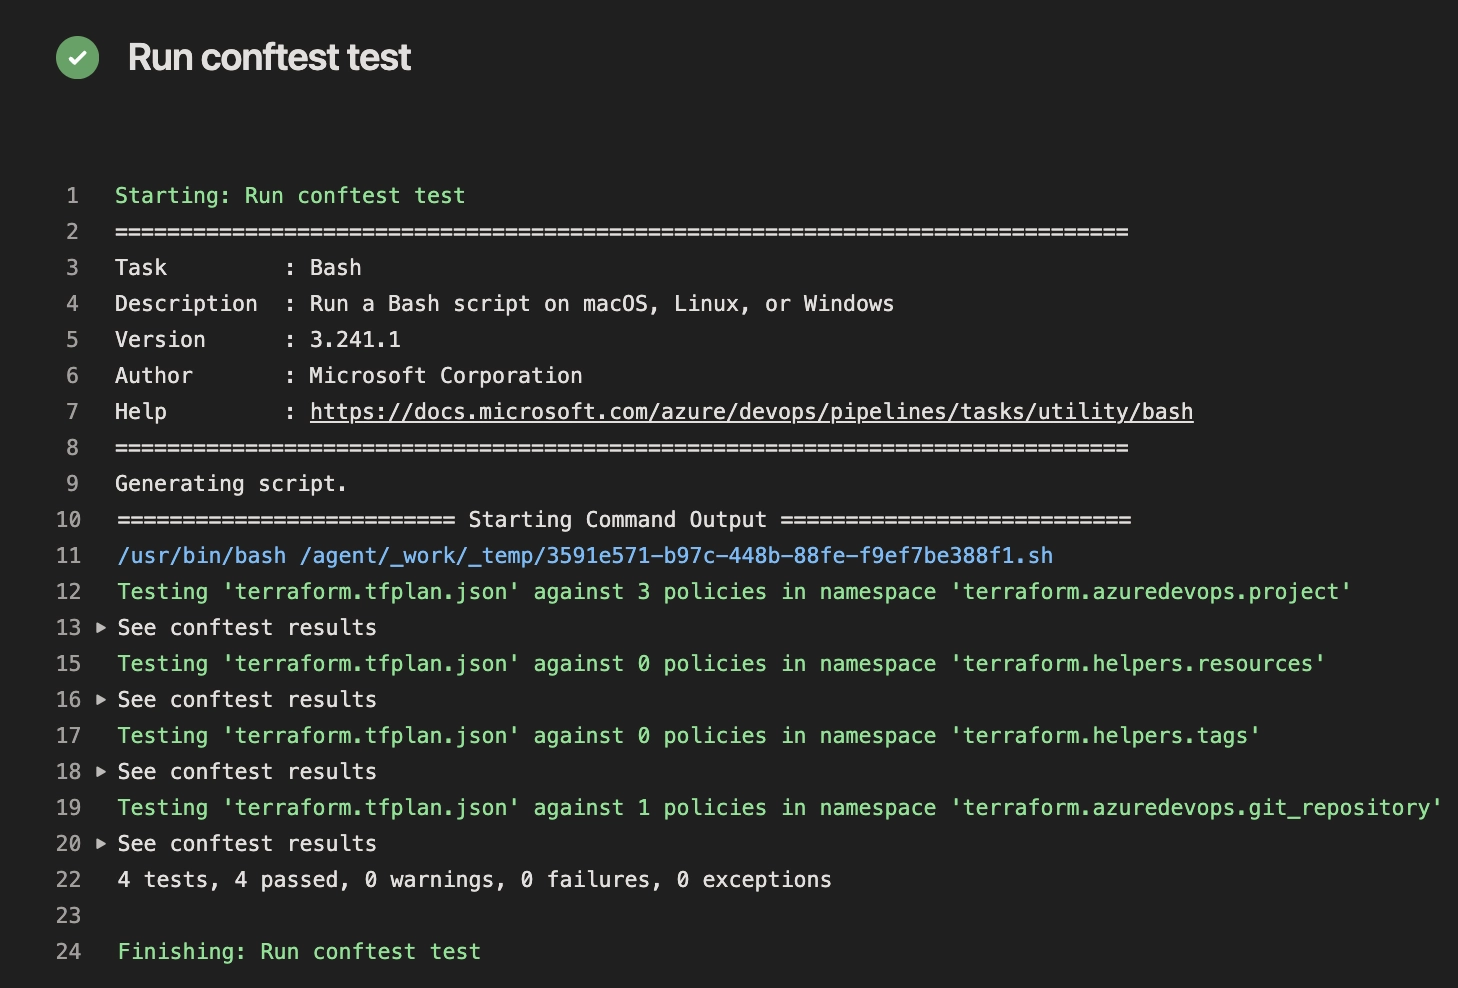 Run conftest test
1 Starting: Run conftest test
2 ==============================================================================
3 Task         : Bash
4 Description  : Run a Bash script on macOS, Linux, or Windows
5 Version      : 3.241.1
6 Author       : Microsoft Corporation
7 Help         : https://docs.microsoft.com/azure/devops/pipelines/tasks/utility/bash
8 ==============================================================================
9 Generating script.
10 ========================== Starting Command Output ===========================
11 /usr/bin/bash /agent/_work/_temp/3591e571-b97c-448b-88fe-f9ef7be388f1.sh
12 Testing 'terraform.tfplan.json' against 3 policies in namespace 'terraform.azuredevops.project'
13 ▶ See conftest results
15 Testing 'terraform.tfplan.json' against 0 policies in namespace 'terraform.helpers.resources'
16 ▶ See conftest results
17 Testing 'terraform.tfplan.json' against 0 policies in namespace 'terraform.helpers.tags'
18 ▶ See conftest results
19 Testing 'terraform.tfplan.json' against 1 policies in namespace 'terraform.azuredevops.git_repository'
20 ▶ See conftest results
22 4 tests, 4 passed, 0 warnings, 0 failures, 0 exceptions
23
24 Finishing: Run conftest test